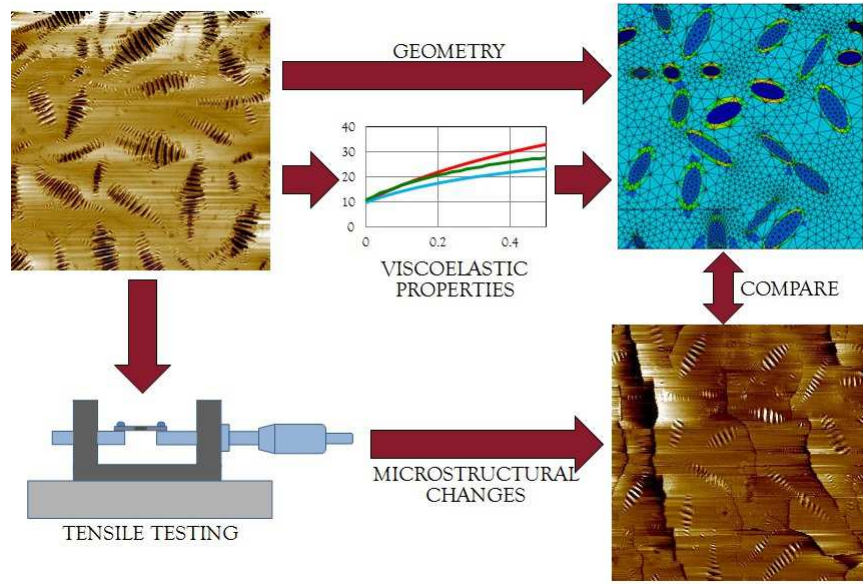 GEOMETRY
40
30
20
10
0
0 0.2 0.4
VISCOELASTIC
PROPERTIES
COMPARE
MICROSTRUCTURAL
CHANGES
TENSILE TESTING